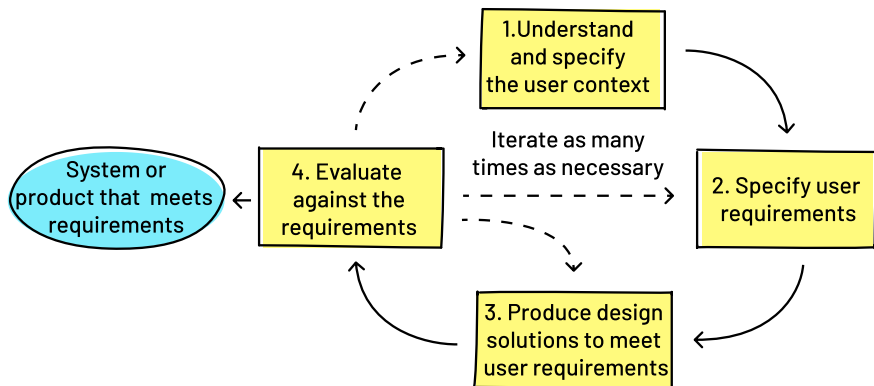 1.Understand
and specify
the user context
Iterate as many
times as necessary
2. Specify user
requirements
3. Produce design
solutions to meet
user requirements
4. Evaluate
against the
requirements
System or
product that meets
requirements